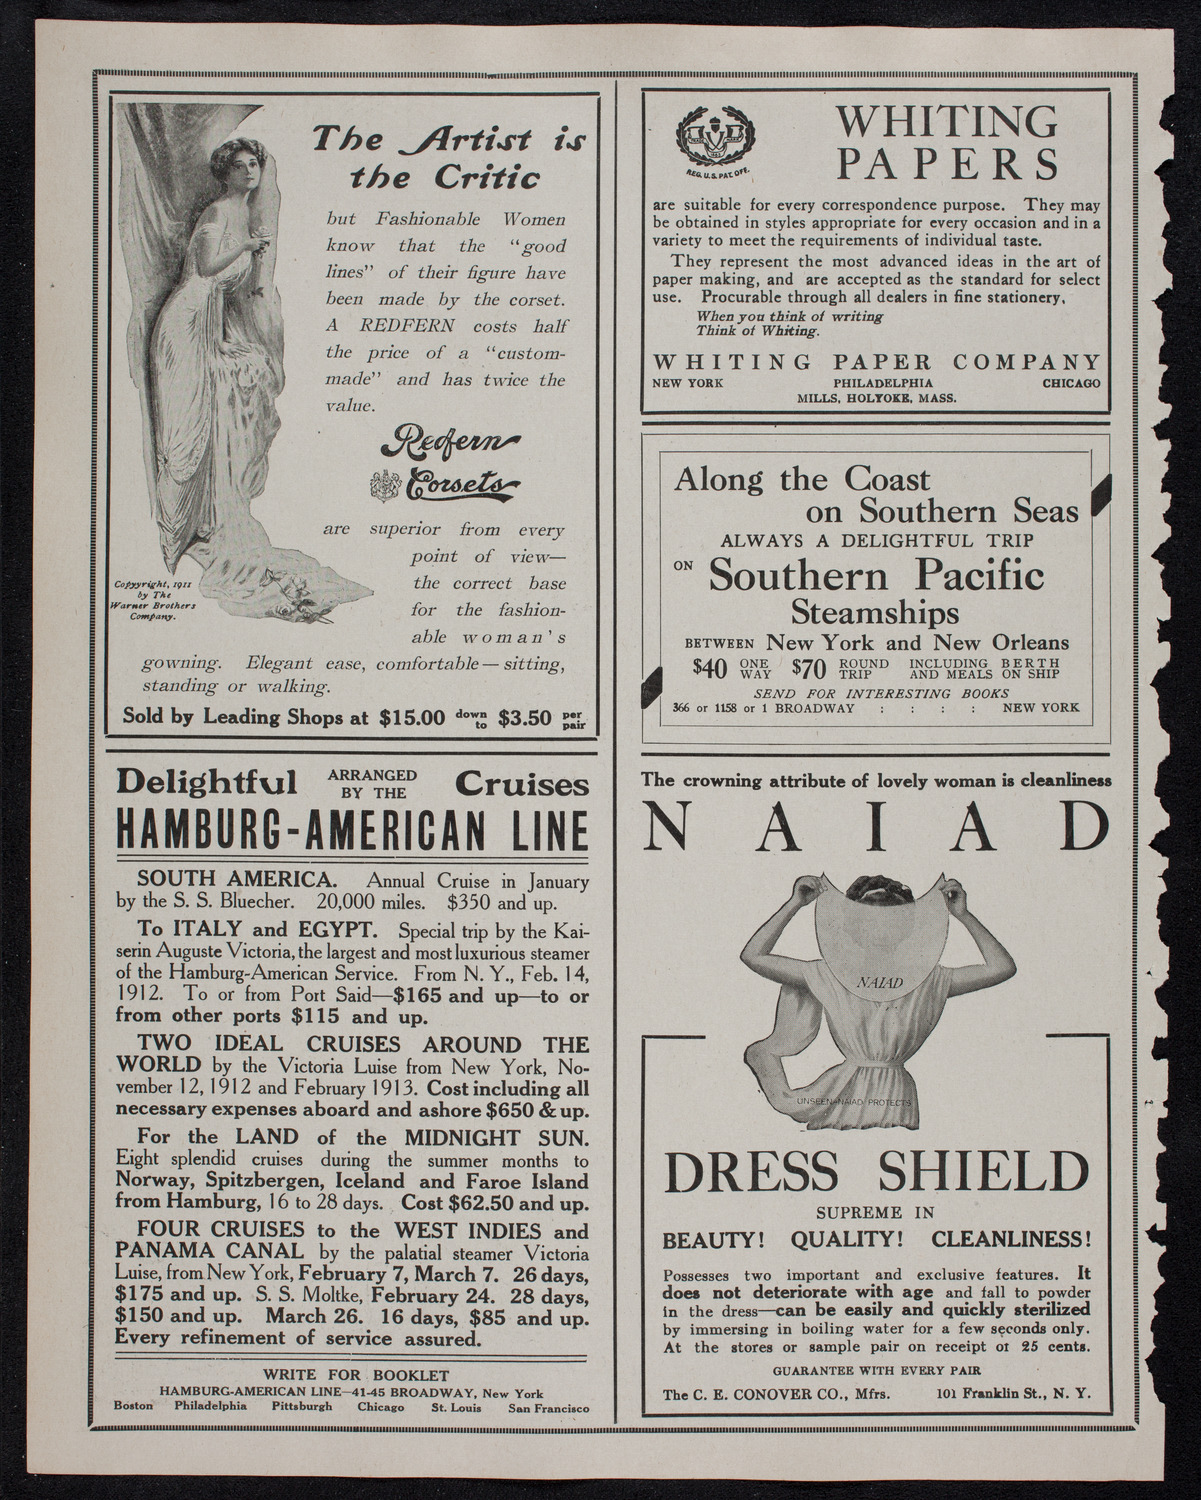 The Artist is
the Critic
but Fashionable Women
know that the "good
lines" of their figure have
been made by the corset.
A REDFERN costs half
the price of a "custom-
made" and has twice the
value.
Redfern
Corsets
are superior from every
point of view—
the correct base
for the fashion-
able woman's
gowning. Elegant ease, comfortable—sitting,
standing or walking.
Copyright, 1911
by The
Warner Brothers
Company.
Sold by Leading Shops at $15.00 down to $3.50 per pair
Delightful ARRANGED BY THE Cruises
HAMBURG-AMERICAN LINE
SOUTH AMERICA. Annual Cruise in January
by the S. S. Bluecher. 20,000 miles. $350 and up.
To ITALY and EGYPT. Special trip by the Kai-
serin Auguste Victoria, the largest and most luxurious steamer
of the Hamburg-American Service. From N. Y., Feb. 14,
1912. To or from Port Said—$165 and up—to or
from other ports $115 and up.
TWO IDEAL CRUISES AROUND THE
WORLD by the Victoria Luise from New York, No-
vember 12, 1912 and February 1913. Cost including all
necessary expenses aboard and ashore $650 & up.
For the LAND of the MIDNIGHT SUN.
Eight splendid cruises during the summer months to
Norway, Spitzbergen, Iceland and Faroe Island
from Hamburg, 16 to 28 days. Cost $62.50 and up.
FOUR CRUISES to the WEST INDIES and
PANAMA CANAL by the palatial steamer Victoria
Luise, from New York, February 7, March 7. 26 days,
$175 and up. S. S. Moltke, February 24. 28 days,
$150 and up. March 26. 16 days, $85 and up.
Every refinement of service assured.
WRITE FOR BOOKLET
HAMBURG-AMERICAN LINE—41-45 BROADWAY, New York
Boston Philadelphia Pittsburgh Chicago St. Louis San Francisco
REG. U.S. PAT. OFF.
WHITING
PAPERS
are suitable for every correspondence purpose. They may
be obtained in styles appropriate for every occasion and in a
variety to meet the requirements of individual taste.
They represent the most advanced ideas in the art of
paper making, and are accepted as the standard for select
use. Procurable through all dealers in fine stationery.
When you think of writing
Think of Whiting.
WHITING PAPER COMPANY
NEW YORK PHILADELPHIA CHICAGO
MILLS, HOLYOKE, MASS.
Along the Coast
on Southern Seas
ALWAYS A DELIGHTFUL TRIP
ON Southern Pacific
Steamships
BETWEEN New York and New Orleans
$40 ONE WAY $70 ROUND TRIP INCLUDING BERTH AND MEALS ON SHIP
SEND FOR INTERESTING BOOKS
366 or 1158 or 1 BROADWAY : : : : NEW YORK
The crowning attribute of lovely woman is cleanliness
NAIAD
NAIAD
UNSEEN-NAIAD PROTECTS
DRESS SHIELD
SUPREME IN
BEAUTY! QUALITY! CLEANLINESS!
Possesses two important and exclusive features. It
does not deteriorate with age and fall to powder
in the dress—can be easily and quickly sterilized
by immersing in boiling water for a few seconds only.
At the stores or sample pair on receipt of 25 cents.
GUARANTEE WITH EVERY PAIR
The C. E. CONOVER CO., Mfrs. 101 Franklin St., N. Y.